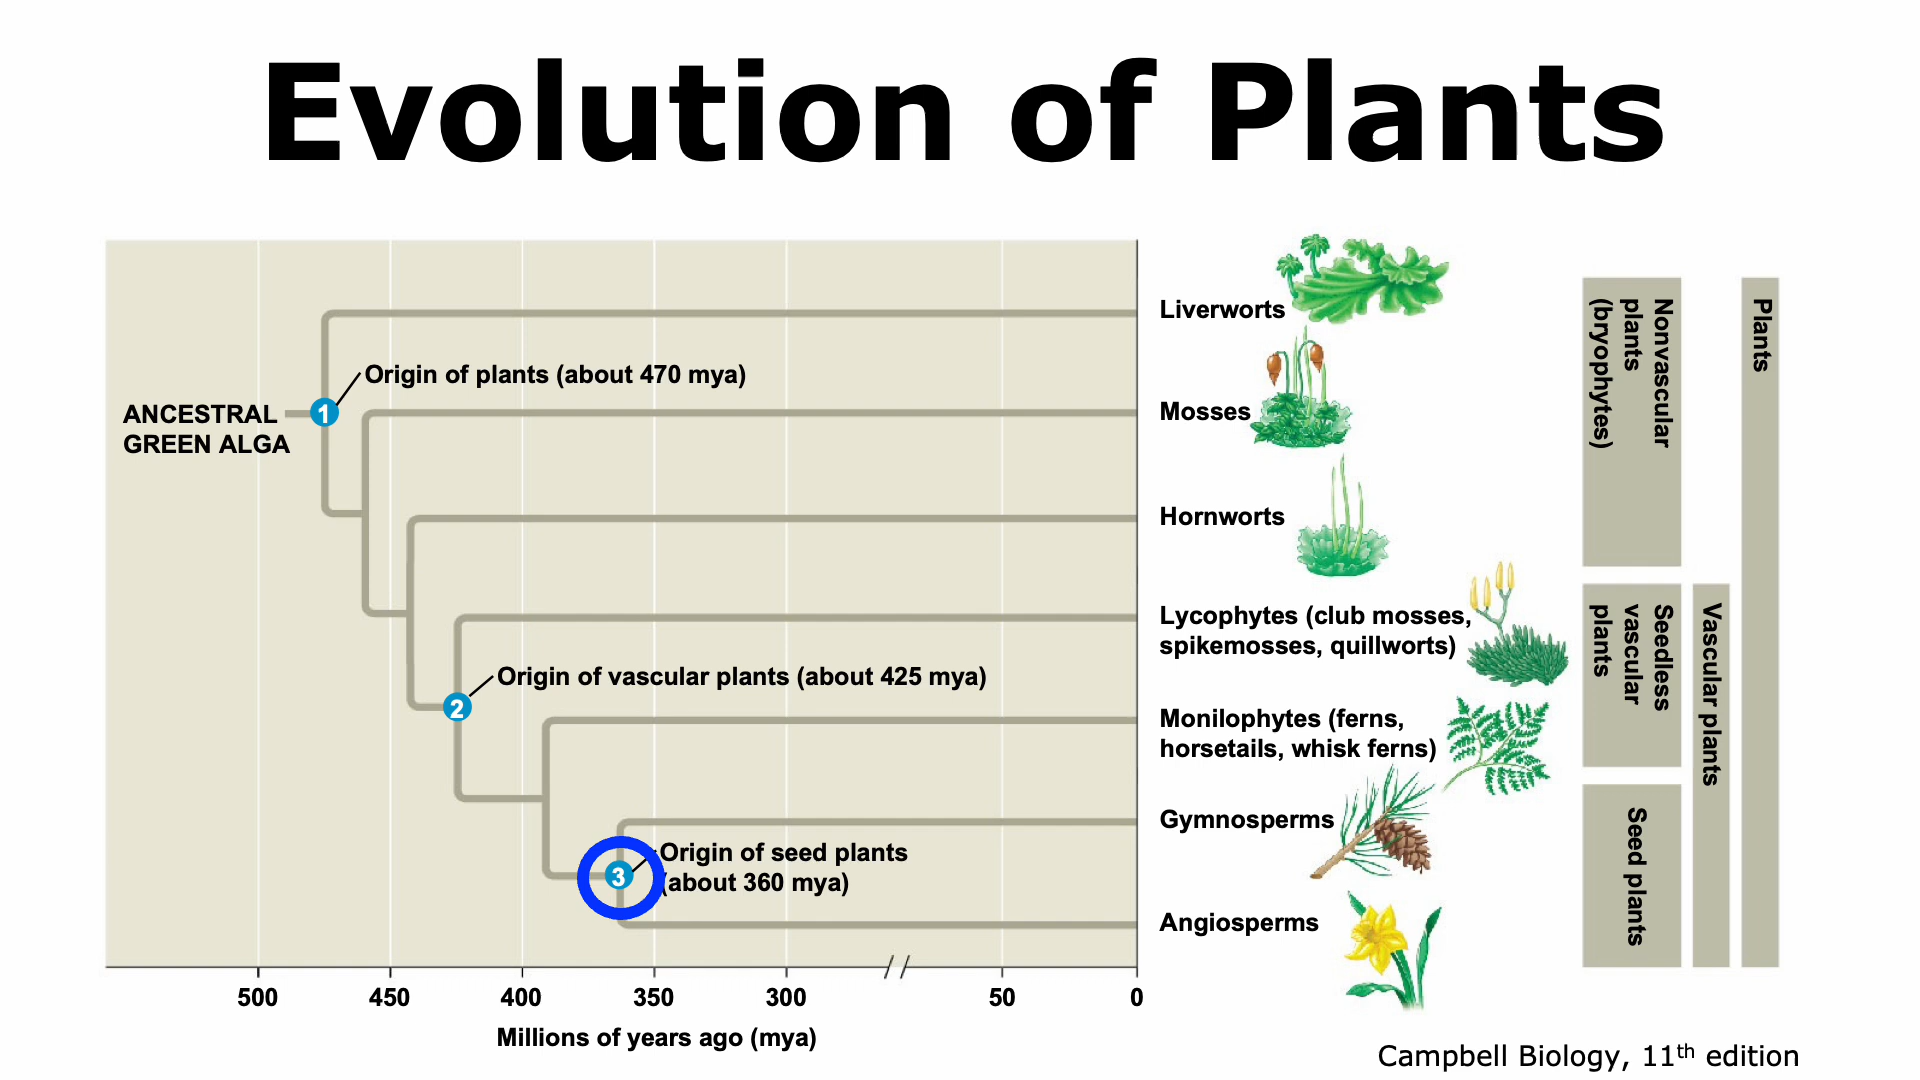 Evolution of Plants
Liverworts
Origin of plants (about 470 mya)
ANCESTRAL
GREEN ALGA
1
Mosses
Hornworts
Lycophytes (club mosses,
spikemosses, quillworts)
Origin of vascular plants (about 425 mya)
2
Monilophytes (ferns,
horsetails, whisk ferns)
Gymnosperms
Origin of seed plants
(about 360 mya)
3
Angiosperms
Nonvascular
plants
(bryophytes)
Seedless
vascular
plants
Seed plants
Vascular plants
Plants
500 450 400 350 300 50 0
Millions of years ago (mya)
Campbell Biology, 11th edition